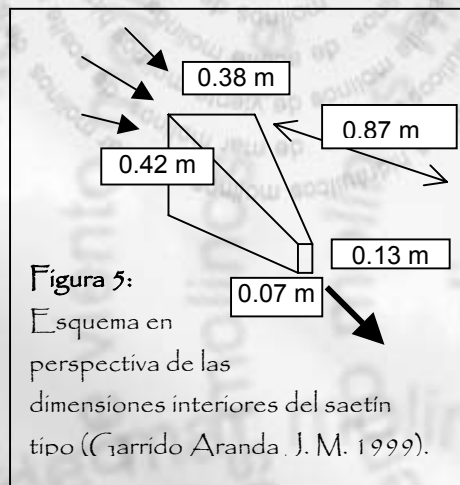 0.38 m
0.87 m
0.42 m
0.13 m
0.07 m
Figura 5:
Esquema en
perspectiva de las
dimensiones interiores del saetín
tipo (Garrido Aranda J. M. 1999).